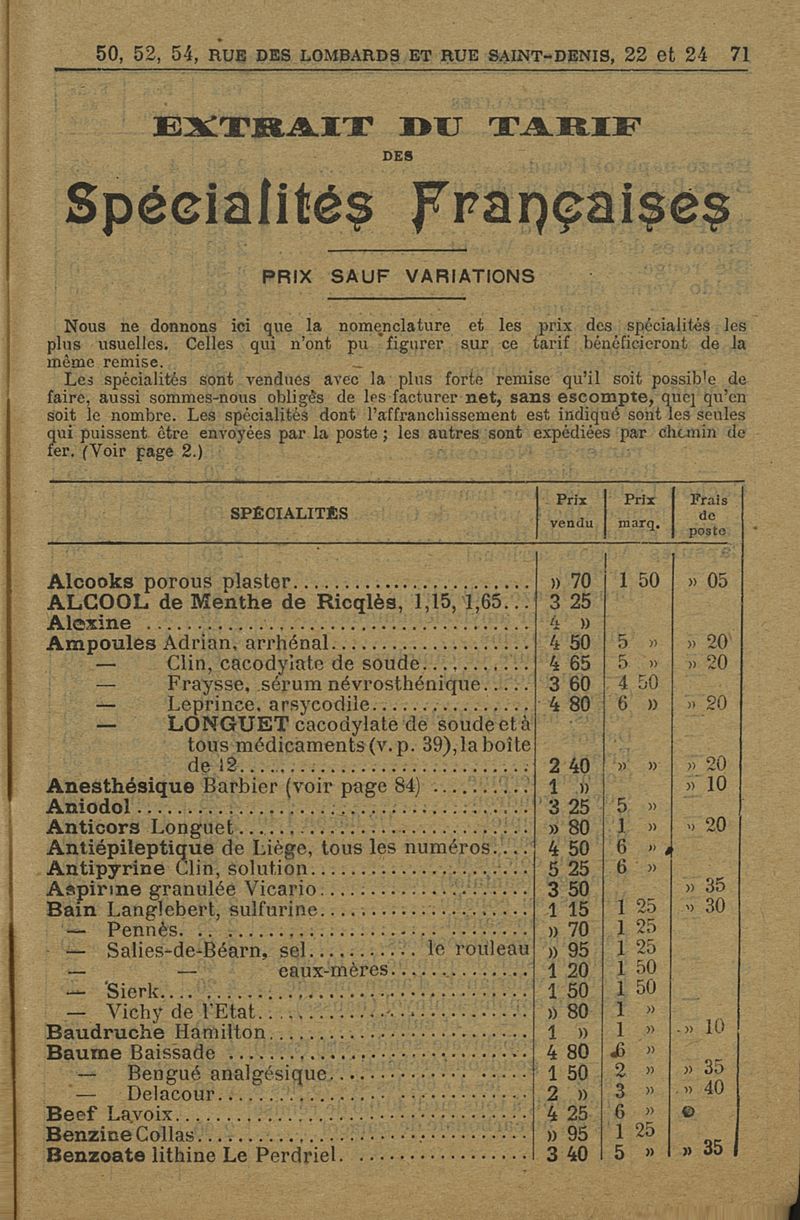 50, 52, 54, RUE DES LOMBARDS ET RUE SAINT-DENIS, 22 et 24 71
EXTRAIT DU TARIF
DES
Spécialités Françaises
PRIX SAUF VARIATIONS
Nous ne donnons ici que la nomenclature et les prix des spécialités les
plus usuelles. Celles qui n'ont pu figurer sur ce tarif bénéficieront de la
même remise.
Les spécialités sont vendues avec la plus forte remise qu'il soit possible de
faire, aussi sommes-nous obligés de les facturer net, sans escompte, quel qu'en
soit le nombre. Les spécialités dont l'affranchissement est indiqué sont les seules
qui puissent être envoyées par la poste ; les autres sont expédiées par chemin de
fer. (Voir page 2.)
SPÉCIALITÉS Prix vendu Prix marq. Frais de poste
Alcooks porous plaster........................ » 70 1 50 » 05
ALCOOL de Menthe de Ricqlès, 1,15, 1,65... 3 25
Alexine ..................................... 4 »
Ampoules Adrian, arrhénal.................... 4 50 5 » » 20
— Clin, cacodylate de soude........... 4 65 5 » » 20
— Fraysse, sérum névrosthénique..... 3 60 4 50
— Leprince, arsycodile................ 4 80 6 » » 20
— LONGUET cacodylate de soude et à
tous médicaments (v. p. 39), la boîte
de 12............................ 2 40 » » » 20
Anesthésique Barbier (voir page 84) .......... 1 » » 10
Aniodol...................................... 3 25 5 »
Anticors Longuet............................. » 80 1 » » 20
Antiépileptique de Liège, tous les numéros.... 4 50 6 »
Antipyrine Clin, solution...................... 5 25 6 »
Aspirine granulée Vicario..................... 3 50 » 35
Bain Langlebert, sulfurine..................... 1 15 1 25 » 30
— Pennès. .. ............................. » 70 1 25
— Salies-de-Béarn, sel........... le rouleau » 95 1 25
— — eaux-mères.............. 1 20 1 50
— Sierk.... .............................. 1 50 1 50
— Vichy de l'Etat.......................... » 80 1 »
Baudruche Hamilton......................... 1 » 1 » » 10
Baume Baissade ............................. 4 80 6 »
— Bengué analgésique.................... 1 50 2 » » 35
— Delacour.............................. 2 » 3 » » 40
Beef Lavoix.................................. 4 25 6 »
Benzine Collas................................ » 95 1 25
Benzoate lithine Le Perdriel. ................. 3 40 5 » » 35